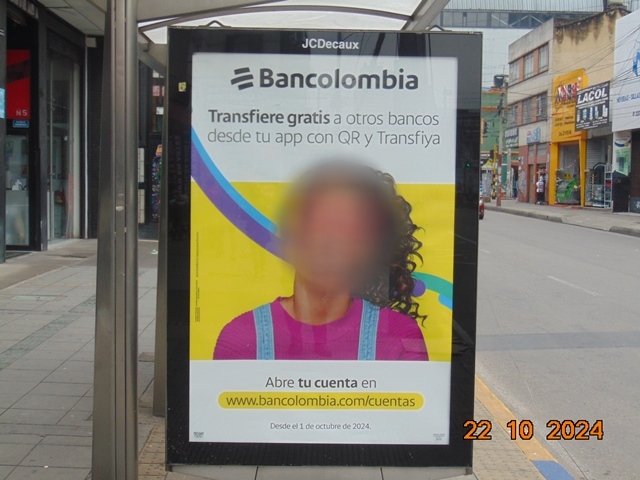 JCDecaux
Bancolombia
Transfiere gratis a otros bancos
desde tu app con QR y Transfiya
Abre tu cuenta en
www.bancolombia.com/cuentas
Desde el 1 de octubre de 2024.
LACOL
22 10 2024